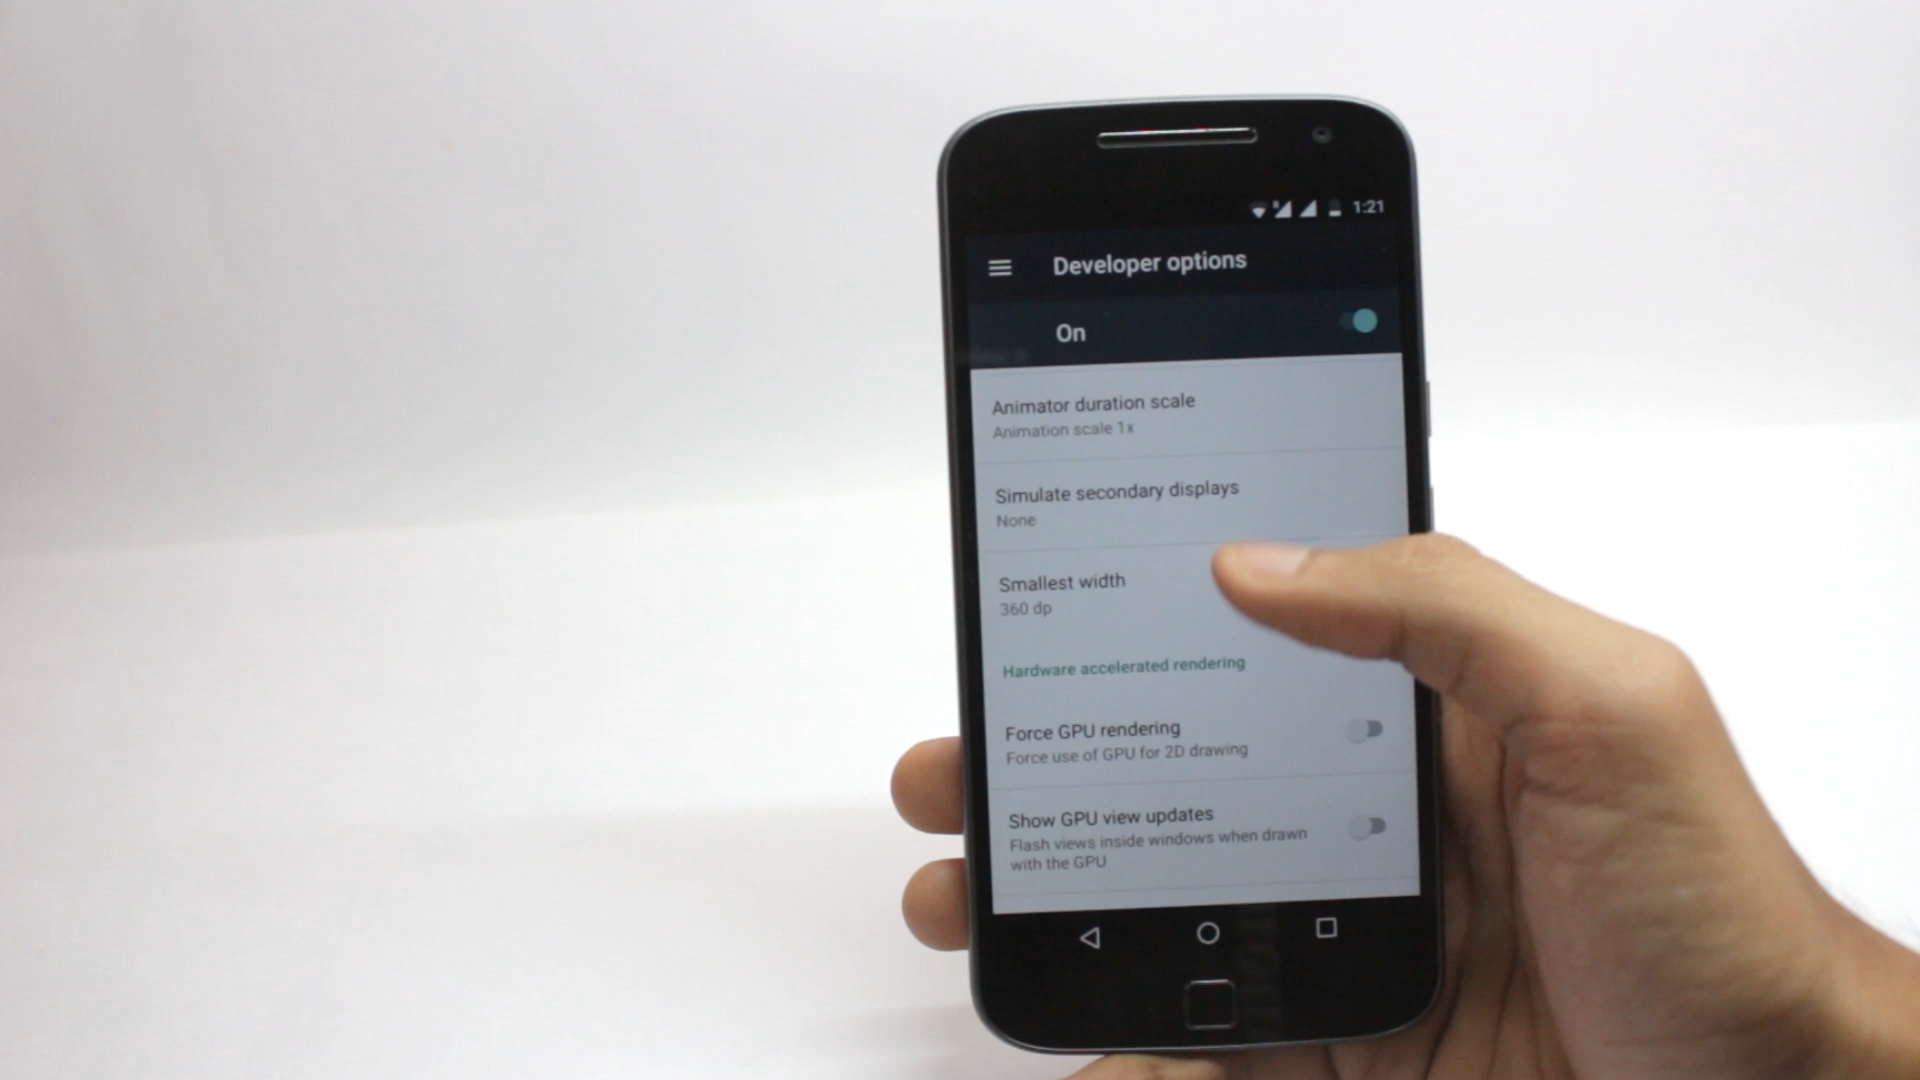 1:21
Developer options
On
Animator duration scale
Animation scale 1x
Simulate secondary displays
None
Smallest width
360 dp
Hardware accelerated rendering
Force GPU rendering
Force use of GPU for 2D drawing
Show GPU view updates
Flash views inside windows when drawn
with the GPU